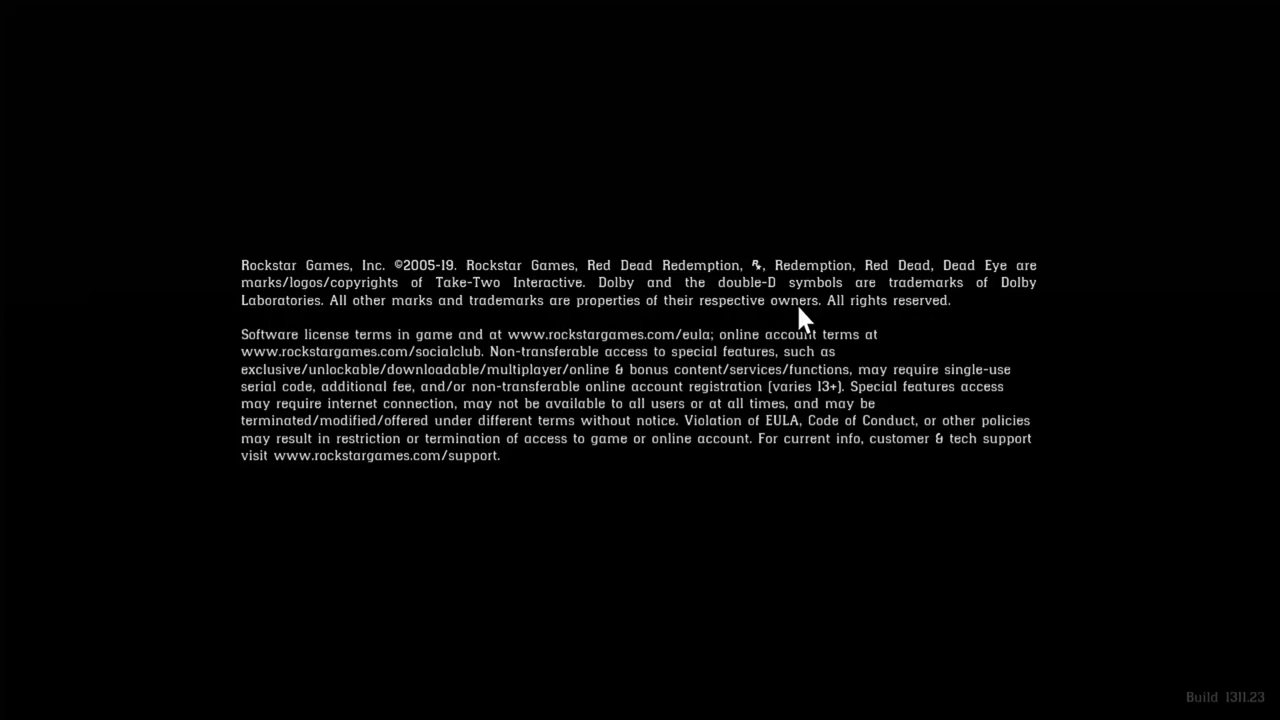 Rockstar Games, Inc. ©2005-19. Rockstar Games, Red Dead Redemption, R*, Redemption, Red Dead, Dead Eye are
marks/logos/copyrights of Take-Two Interactive. Dolby and the double-D symbols are trademarks of Dolby
Laboratories. All other marks and trademarks are properties of their respective owners. All rights reserved.
Software license terms in game and at www.rockstargames.com/eula; online account terms at
www.rockstargames.com/socialclub. Non-transferable access to special features, such as
exclusive/unlockable/downloadable/multiplayer/online & bonus content/services/functions, may require single-use
serial code, additional fee, and/or non-transferable online account registration (varies 13+). Special features access
may require internet connection, may not be available to all users or at all times, and may be
terminated/modified/offered under different terms without notice. Violation of EULA, Code of Conduct, or other policies
may result in restriction or termination of access to game or online account. For current info, customer & tech support
visit www.rockstargames.com/support.
Build 1311.23